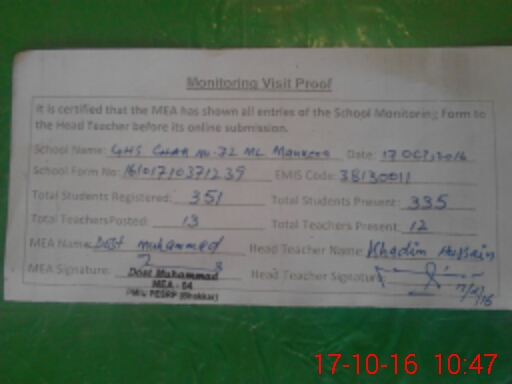 Monitoring Visit Proof
It is certified that the MEA has shown all entries of the School Monitoring Form to
the Head Teacher before its online submission.
School Name: GHS CHAK No. 72 ML Mankera Date: 17 OCT, 2016
School Form No: 16101710371239 EMIS Code: 38130011
Total Students Registered: 351 Total Students Present: 335
Total TeachersPosted: 13 Total Teachers Present: 12
MEA Name: Dost Muhammad Head Teacher Name: Khadim Hussain
MEA Signature: Head Teacher Signature
Dost Muhammad
MEA - 04
PMIU PESRP (Bhakkar)
17-10-16 10:47